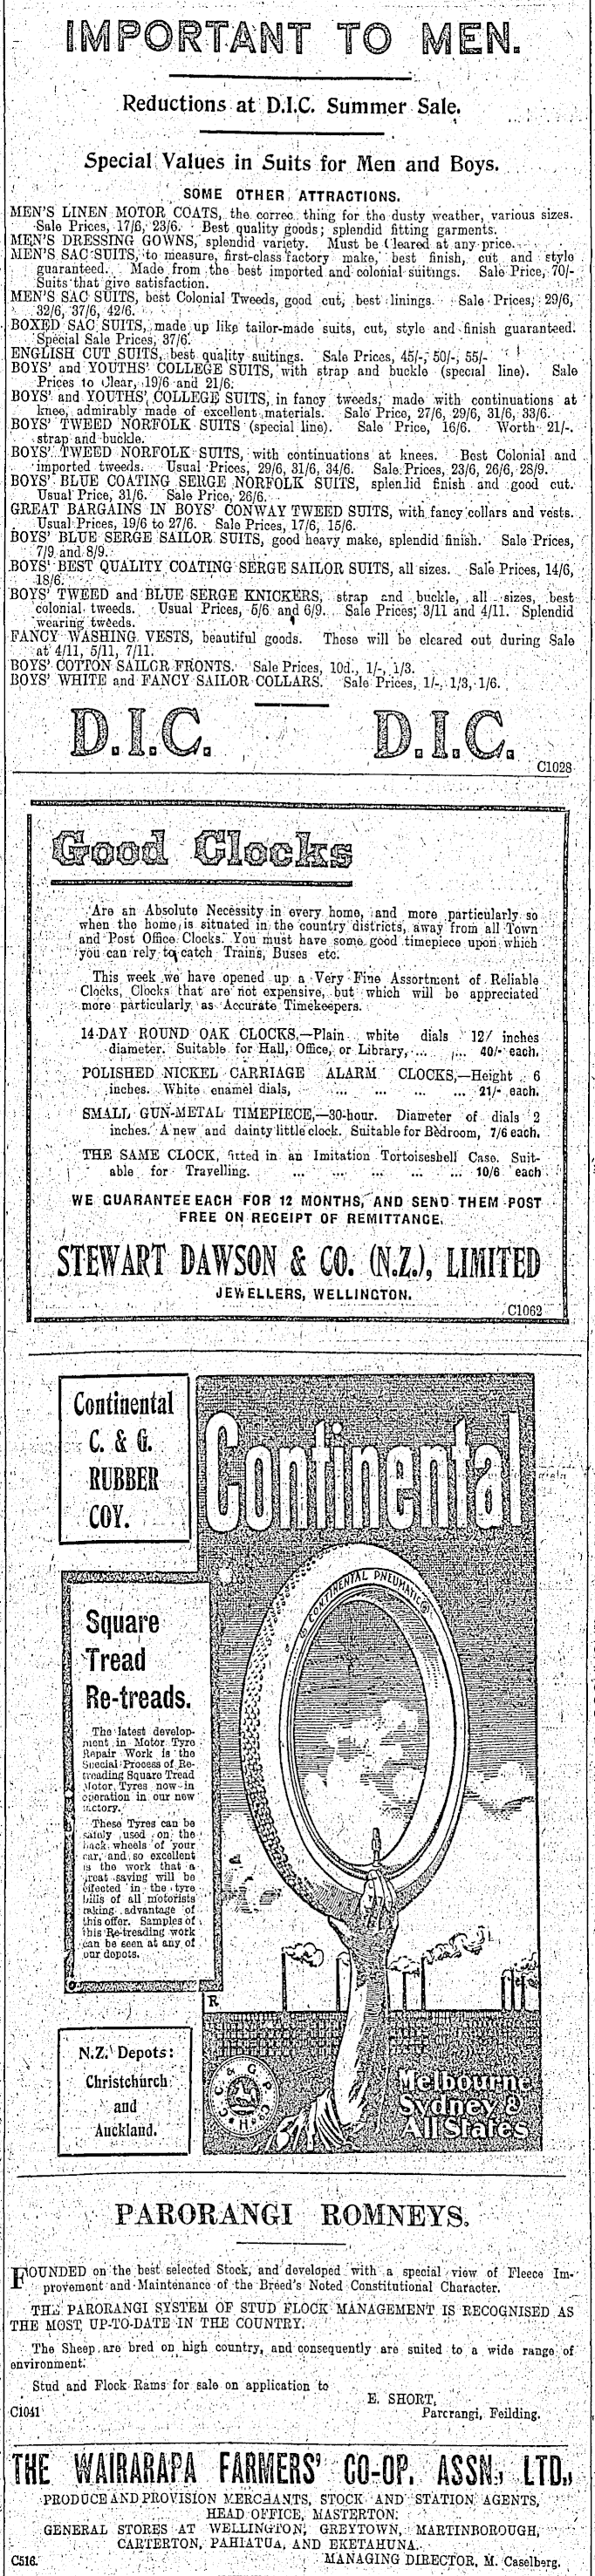 IMPORTANT TO MEN.
Reductions at D.I.C. Summer Sale.
Special Values in Suits for Men and Boys.
SOME OTHER ATTRACTIONS.
MEN'S LINEN MOTOR COATS, the correc thing for the dusty weather, various sizes.
Sale Prices, 17/6, 23/6. Best quality goods; splendid fitting garments.
MEN'S DRESSING GOWNS, splendid variety. Must be cleared at any price.
MEN'S SAC SUITS, to measure, first-class factory make, best finish, cut and style
guaranteed. Made from the best imported and colonial suitings. Sale Price, 70/-
Suits that give satisfaction.
MEN'S SAC SUITS, best Colonial Tweeds, good cut, best linings. Sale Prices, 29/6,
32/6, 37/6, 42/6.
BOXED SAC SUITS, made up like tailor-made suits, cut, style and finish guaranteed.
Special Sale Prices, 37/6.
ENGLISH CUT SUITS, best quality suitings. Sale Prices, 45/-, 50/-, 55/-
BOYS' and YOUTHS' COLLEGE SUITS, with strap and buckle (special line). Sale
Prices to Clear, 19/6 and 21/6.
BOYS' and YOUTHS' COLLEGE SUITS, in fancy tweeds, made with continuations at
knee, admirably made of excellent materials. Sale Price, 27/6, 29/6, 31/6, 33/6.
BOYS' TWEED NORFOLK SUITS (special line). Sale Price, 16/6. Worth 21/-.
strap and buckle.
BOYS' TWEED NORFOLK SUITS, with continuations at knees. Best Colonial and
imported tweeds. Usual Prices, 29/6, 31/6, 34/6. Sale Prices, 23/6, 26/6, 28/9.
BOYS' BLUE COATING SERGE NORFOLK SUITS, splendid finish and good cut.
Usual Price, 31/6. Sale Price, 26/6.
GREAT BARGAINS IN BOYS' CONWAY TWEED SUITS, with fancy collars and vests.
Usual Prices, 19/6 to 27/6. Sale Prices, 17/6, 15/6.
BOYS' BLUE SERGE SAILOR SUITS, good heavy make, splendid finish. Sale Prices,
7/9 and 8/9.
BOYS' BEST QUALITY COATING SERGE SAILOR SUITS, all sizes. Sale Prices, 14/6,
18/6.
BOYS' TWEED and BLUE SERGE KNICKERS, strap and buckle, all sizes, best
colonial tweeds. Usual Prices, 5/6 and 6/9. Sale Prices, 3/11 and 4/11. Splendid
wearing tweeds.
FANCY WASHING VESTS, beautiful goods. These will be cleared out during Sale
at 4/11, 5/11, 7/11.
BOYS' COTTON SAILOR FRONTS. Sale Prices, 10d., 1/-, 1/3.
BOYS' WHITE and FANCY SAILOR COLLARS. Sale Prices, 1/-, 1/3, 1/6.
D.I.C. D.I.C.
C1028
Good Clocks
Are an Absolute Necessity in every home, and more particularly so
when the home is situated in the country districts, away from all Town
and Post Office Clocks. You must have some good timepiece upon which
you can rely to catch Trains, Buses etc.
This week we have opened up a Very Fine Assortment of Reliable
Clocks, Clocks that are not expensive, but which will be appreciated
more particularly as Accurate Timekeepers.
14-DAY ROUND OAK CLOCKS,—Plain white dials 12/ inches
diameter. Suitable for Hall, Office, or Library, ... ... 40/- each.
POLISHED NICKEL CARRIAGE ALARM CLOCKS,—Height 6
inches. White enamel dials, ... ... ... ... 21/- each.
SMALL GUN-METAL TIMEPIECE,—30-hour. Diameter of dials 2
inches. A new and dainty little clock. Suitable for Bedroom, 7/6 each.
THE SAME CLOCK, fitted in an Imitation Tortoiseshell Case. Suit-
able for Travelling. ... ... ... ... ... 10/6 each
WE GUARANTEE EACH FOR 12 MONTHS, AND SEND THEM POST
FREE ON RECEIPT OF REMITTANCE.
STEWART DAWSON & CO. (N.Z.), LIMITED
JEWELLERS, WELLINGTON.
C1062
Continental
C. & G.
RUBBER
COY.
Continental
CONTINENTAL PNEUMATIC
Square
Tread
Re-treads.
The latest develop-
ment in Motor Tyre
Repair Work is the
Special Process of Re-
treading Square Tread
Motor Tyres now in
operation in our new
factory.
These Tyres can be
safely used on the
back wheels of your
car, and so excellent
is the work that a
great saving will be
effected in the tyre
bills of all motorists
taking advantage of
this offer. Samples of
this Re-treading work
can be seen at any of
our depots.
R
N.Z. Depots:
Christchurch
and
Auckland.
C. & G. P. C.
H
Melbourne
Sydney &
All States
PARORANGI ROMNEYS.
FOUNDED on the best selected Stock, and developed with a special view of Fleece Im-
provement and Maintenance of the Breed's Noted Constitutional Character.
THE PARORANGI SYSTEM OF STUD FLOCK MANAGEMENT IS RECOGNISED AS
THE MOST UP-TO-DATE IN THE COUNTRY.
The Sheep are bred on high country, and consequently are suited to a wide range of
environment.
Stud and Flock Rams for sale on application to
E. SHORT,
C1041 Parorangi, Feilding.
THE WAIRARAPA FARMERS' CO-OP. ASSN., LTD.,
PRODUCE AND PROVISION MERCHANTS, STOCK AND STATION AGENTS,
HEAD OFFICE, MASTERTON.
GENERAL STORES AT WELLINGTON, GREYTOWN, MARTINBOROUGH,
CARTERTON, PAHIATUA, AND EKETAHUNA.
C516. MANAGING DIRECTOR, M. Caselberg.